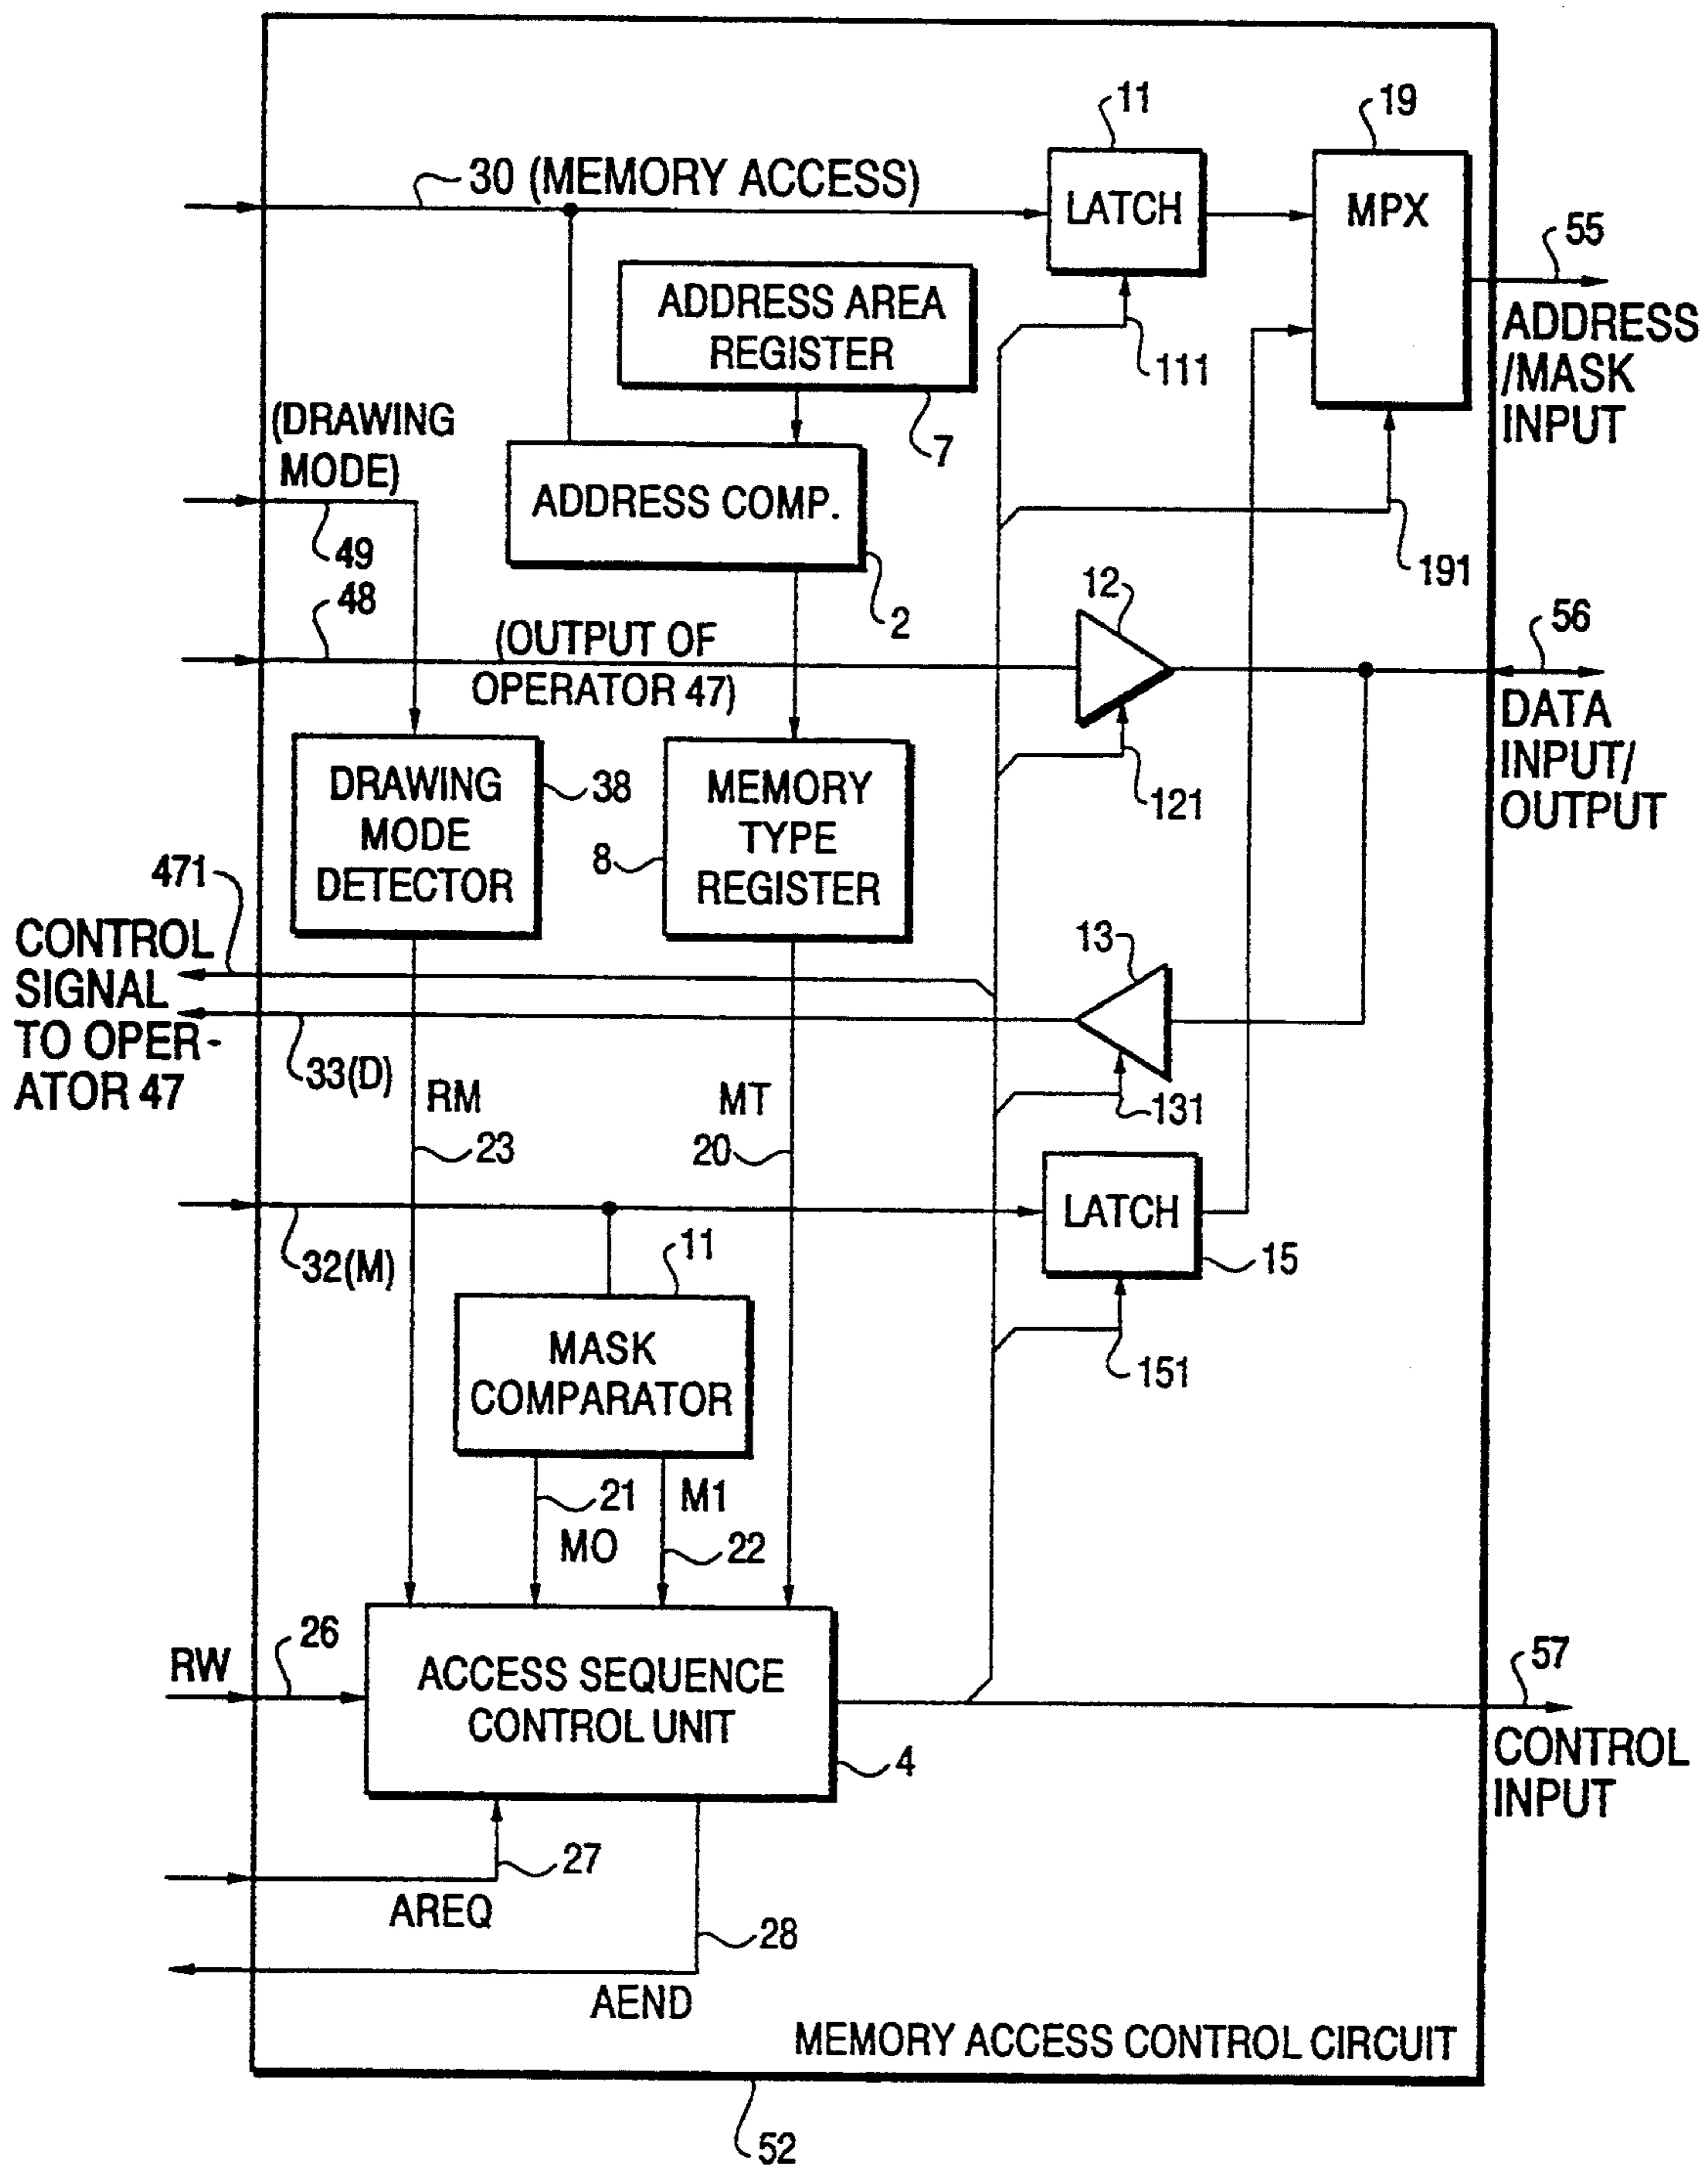 11
19
30 (MEMORY ACCESS)
LATCH
MPX
55
ADDRESS
/MASK
INPUT
ADDRESS AREA
REGISTER
111
7
(DRAWING
MODE)
ADDRESS COMP.
49
191
48
12
2
56
(OUTPUT OF
OPERATOR 47)
DATA
INPUT/
OUTPUT
DRAWING
MODE
DETECTOR
38
MEMORY
TYPE
REGISTER
8
121
471
CONTROL
SIGNAL
TO OPER-
ATOR 47
13
33(D)
RM
MT
131
23
20
LATCH
32(M)
11
15
MASK
COMPARATOR
151
21
M1
MO
22
RW
26
ACCESS SEQUENCE
CONTROL UNIT
57
4
CONTROL
INPUT
27
AREQ
28
AEND
MEMORY ACCESS CONTROL CIRCUIT
52